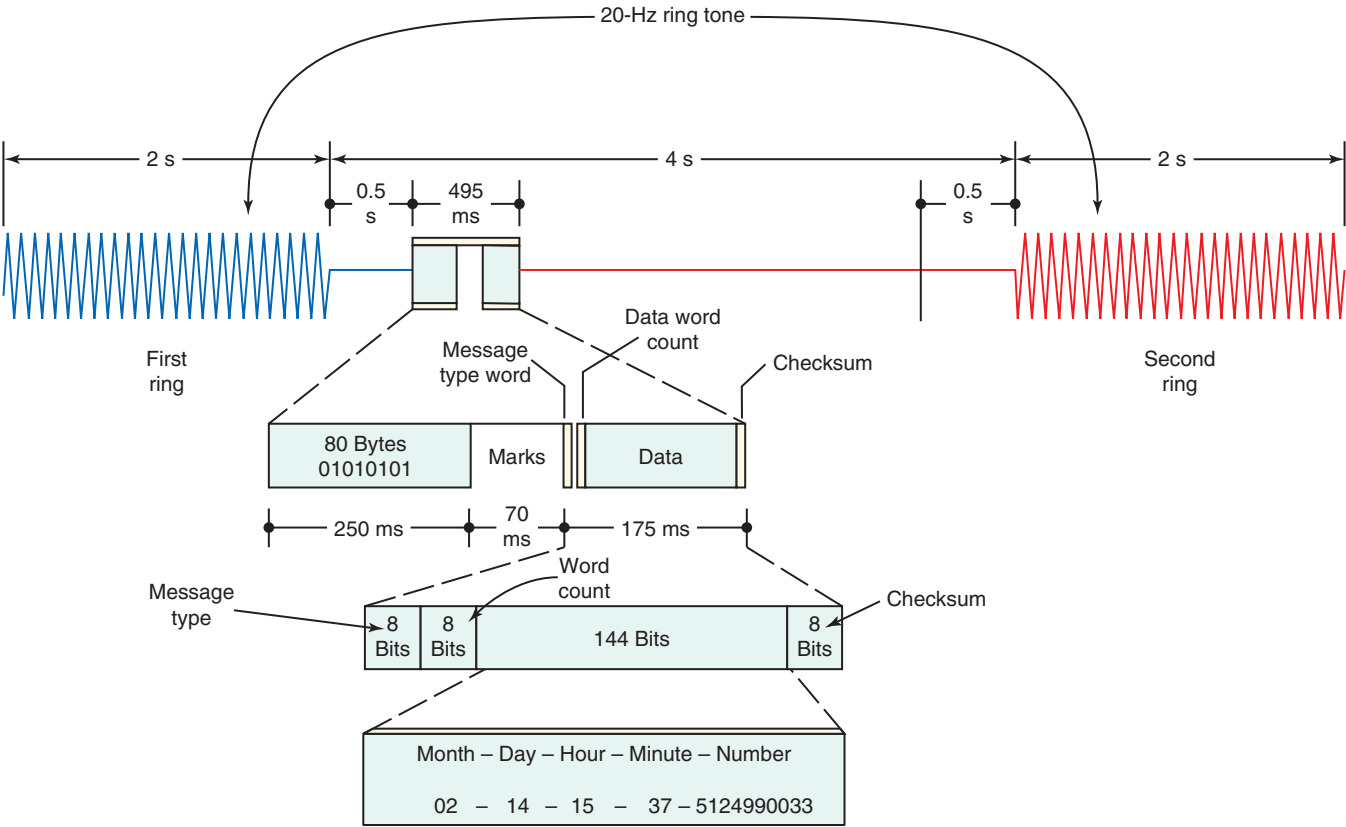 20-Hz ring tone
2 s
4 s
2 s
0.5
s
495
ms
0.5
s
First
ring
Second
ring
Message
type word
Data word
count
Checksum
80 Bytes
01010101
Marks
Data
250 ms
70
ms
175 ms
Message
type
Word
count
Checksum
8
Bits
8
Bits
144 Bits
8
Bits
Month – Day – Hour – Minute – Number
02 – 14 – 15 – 37 – 5124990033